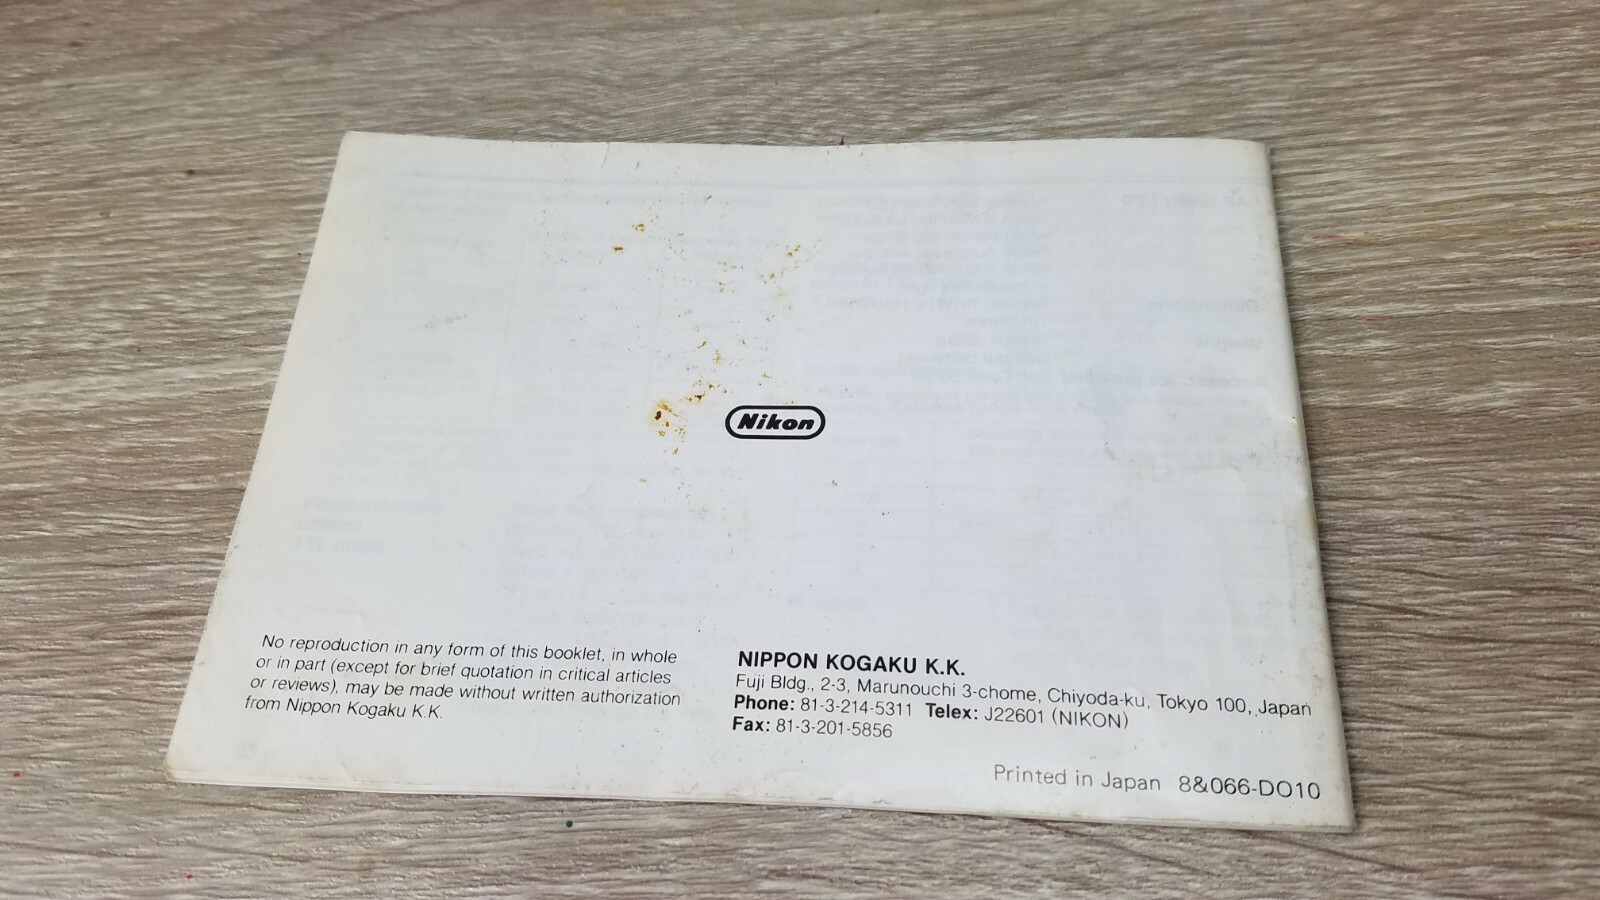 Nikon
No reproduction in any form of this booklet, in whole
or in part (except for brief quotation in critical articles
or reviews), may be made without written authorization
from Nippon Kogaku K.K.
NIPPON KOGAKU K.K.
Fuji Bldg., 2-3, Marunouchi 3-chome, Chiyoda-ku, Tokyo 100, Japan
Phone: 81-3-214-5311 Telex: J22601 (NIKON)
Fax: 81-3-201-5856
Printed in Japan 8&066-DO10